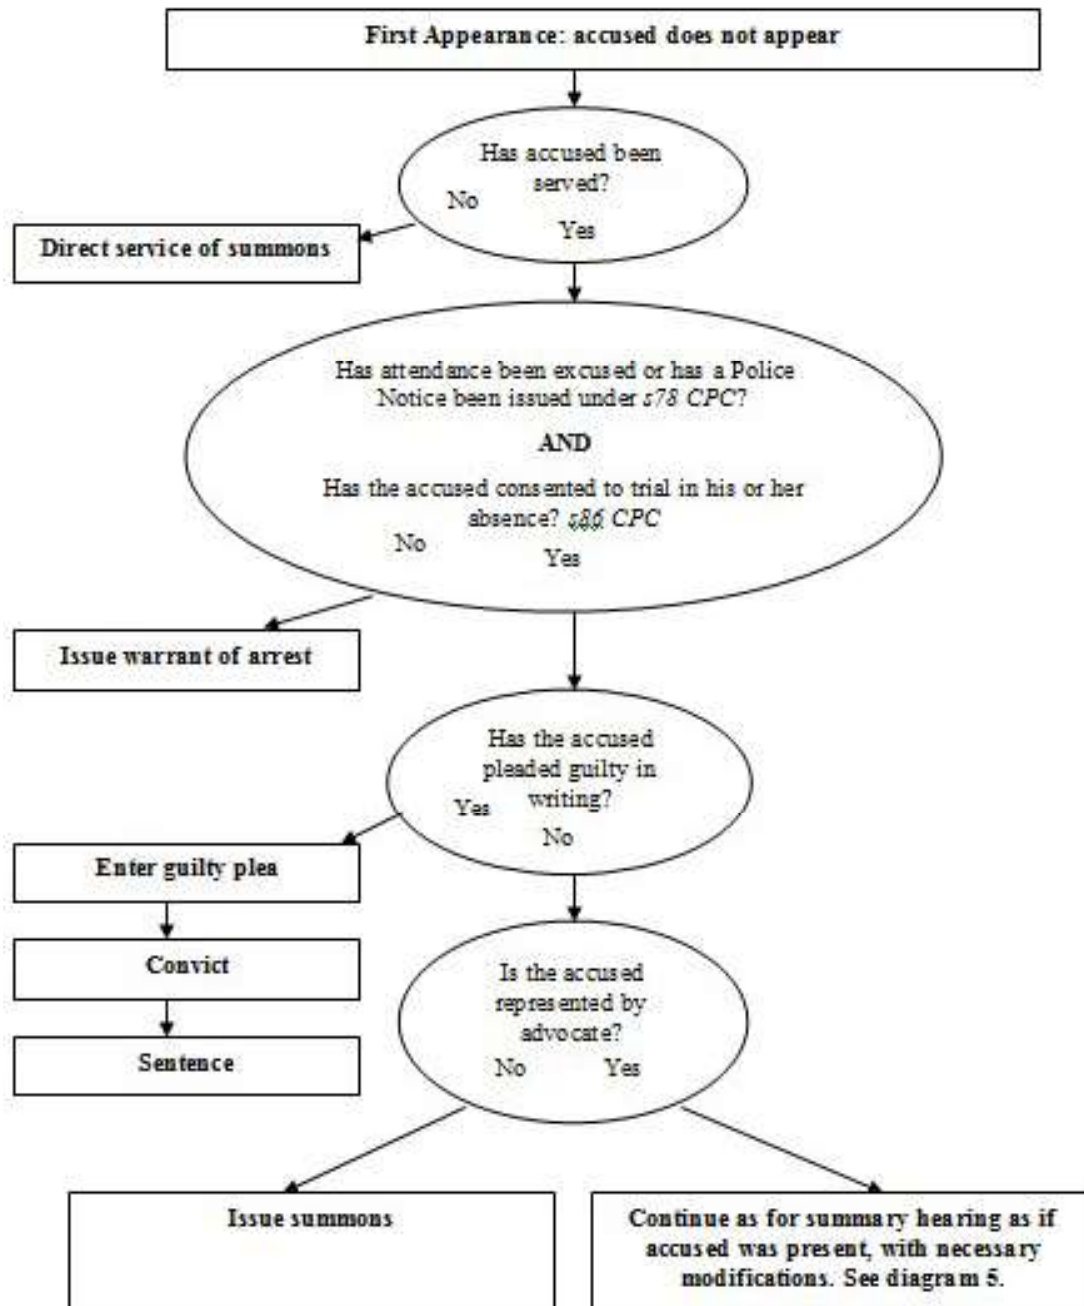 First Appearance: accused does not appear
Has accused been
served?
No
Yes
Direct service of summons
Has attendance been excused or has a Police
Notice been issued under s78 CPC?
AND
Has the accused consented to trial in his or her
absence? s86 CPC
No
Yes
Issue warrant of arrest
Has the accused
pleaded guilty in
writing?
Yes
No
Enter guilty plea
Convict
Sentence
Is the accused
represented by
advocate?
No Yes
Issue summons
Continue as for summary hearing as if
accused was present, with necessary
modifications. See diagram 5.